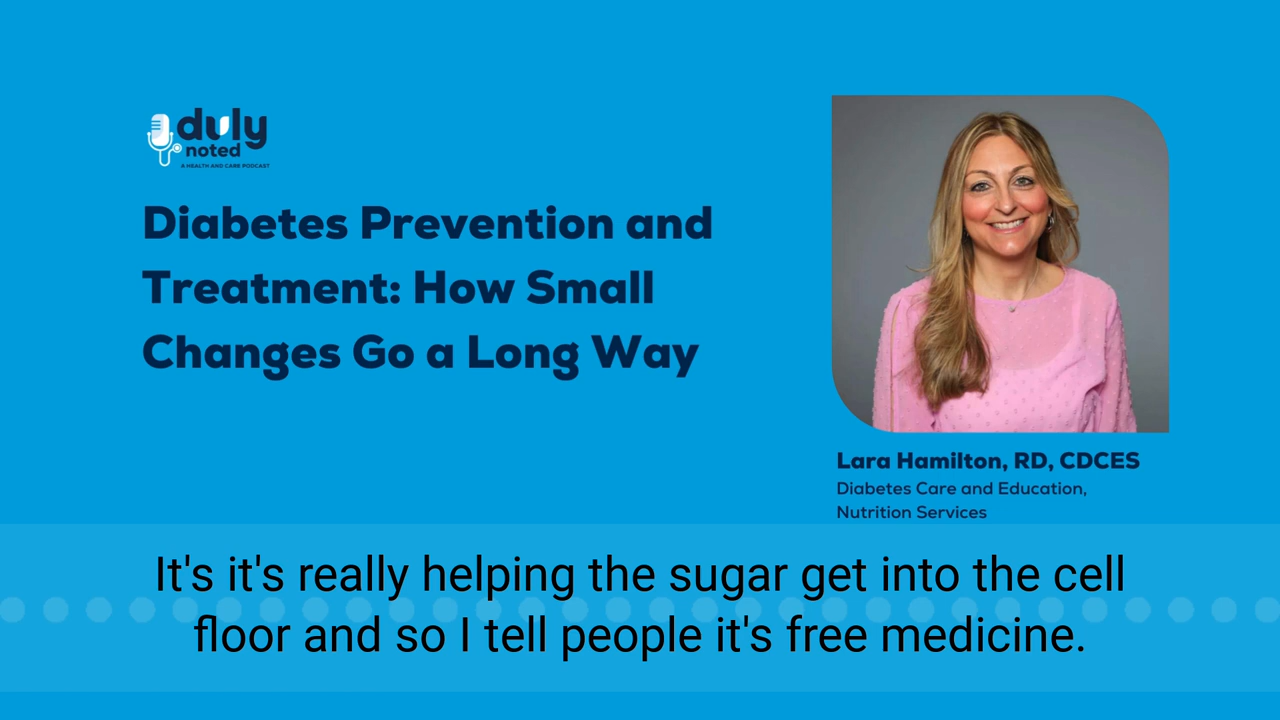 duly
noted
A HEALTH AND CARE PODCAST
Diabetes Prevention and
Treatment: How Small
Changes Go a Long Way
Lara Hamilton, RD, CDCES
Diabetes Care and Education,
Nutrition Services
It's it's really helping the sugar get into the cell
floor and so I tell people it's free medicine.